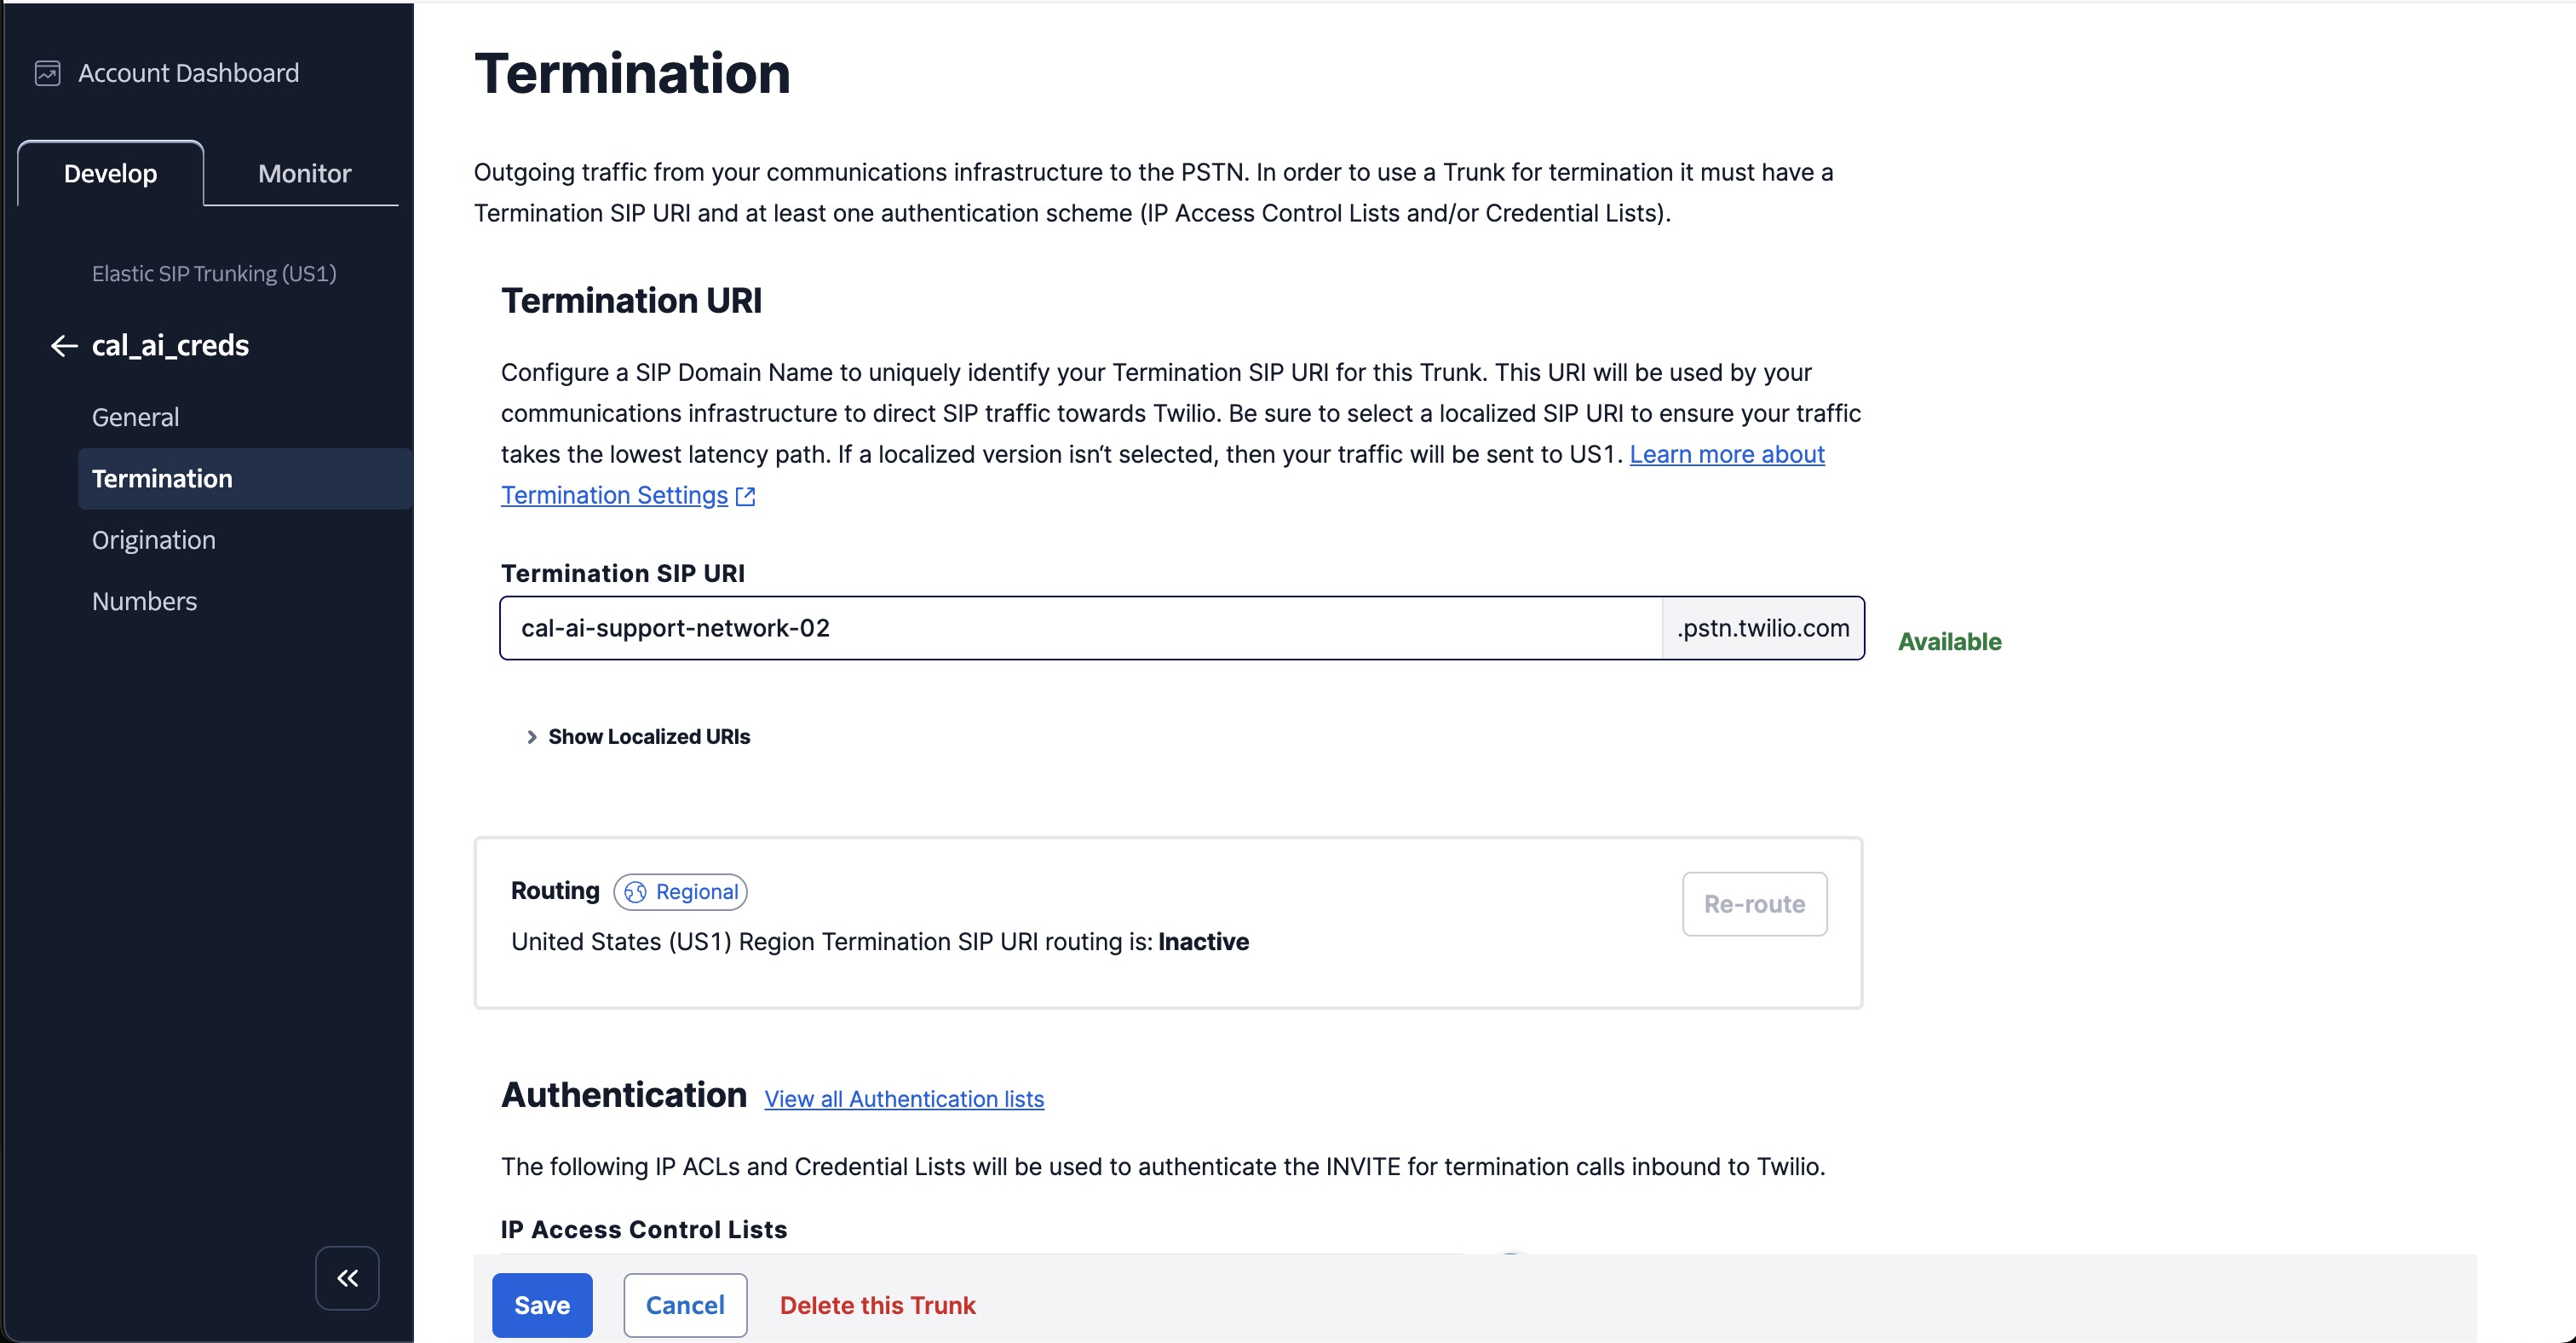 Account Dashboard
Develop
Monitor
Elastic SIP Trunking (US1)
cal_ai_creds
General
Termination
Origination
Numbers
Termination
Outgoing traffic from your communications infrastructure to the PSTN. In order to use a Trunk for termination it must have a
Termination SIP URI and at least one authentication scheme (IP Access Control Lists and/or Credential Lists).
Termination URI
Configure a SIP Domain Name to uniquely identify your Termination SIP URI for this Trunk. This URI will be used by your
communications infrastructure to direct SIP traffic towards Twilio. Be sure to select a localized SIP URI to ensure your traffic
takes the lowest latency path. If a localized version isn't selected, then your traffic will be sent to US1. Learn more about
Termination Settings
Termination SIP URI
cal-ai-support-network-02
.pstn.twilio.com
Available
Show Localized URIs
Routing
Regional
Re-route
United States (US1) Region Termination SIP URI routing is: Inactive
Authentication
View all Authentication lists
The following IP ACLs and Credential Lists will be used to authenticate the INVITE for termination calls inbound to Twilio.
IP Access Control Lists
Save
Cancel
Delete this Trunk